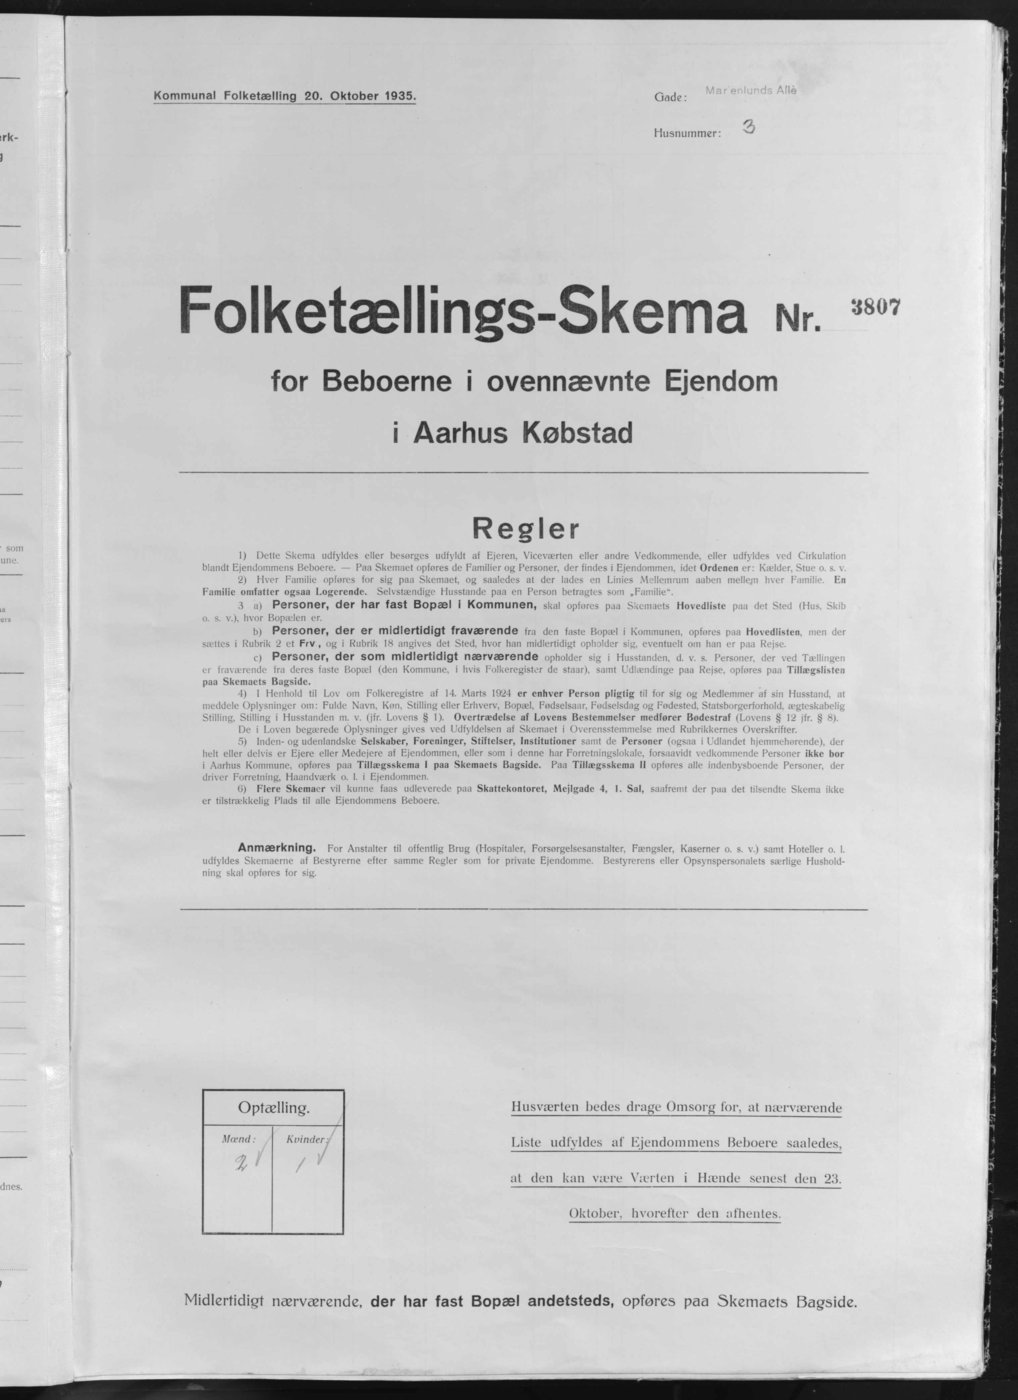 Kommunal Folketælling 20. Oktober 1935.
Gade: Marienlunds Allè
Husnummer: 3
Folketællings-Skema Nr. 3807
for Beboerne i ovennævnte Ejendom
i Aarhus Købstad
Regler
1) Dette Skema udfyldes eller besørges udfyldt af Ejeren, Viceværten eller andre Vedkommende, eller udfyldes ved Cirkulation
blandt Ejendommens Beboere. — Paa Skemaet opføres de Familier og Personer, der findes i Ejendommen, idet Ordenen er: Kælder, Stue o. s. v.
2) Hver Familie opføres for sig paa Skemaet, og saaledes at der lades en Linies Mellemrum aaben mellem hver Familie. En
Familie omfatter ogsaa Logerende. Selvstændige Husstande paa en Person betragtes som „Familie".
3 a) Personer, der har fast Bopæl i Kommunen, skal opføres paa Skemaets Hovedliste paa det Sted (Hus, Skib
o. s. v.), hvor Bopælen er.
b) Personer, der er midlertidigt fraværende fra den faste Bopæl i Kommunen, opføres paa Hovedlisten, men der
sættes i Rubrik 2 et Frv., og i Rubrik 18 angives det Sted, hvor han midlertidigt opholder sig, eventuelt om han er paa Rejse.
c) Personer, der som midlertidigt nærværende opholder sig i Husstanden, d. v. s. Personer, der ved Tællingen
er fraværende fra deres faste Bopæl (den Kommune, i hvis Folkeregister de staar), samt Udlændinge paa Rejse, opføres paa Tillægslisten
paa Skemaets Bagside.
4) I Henhold til Lov om Folkeregistre af 14. Marts 1924 er enhver Person pligtig til for sig og Medlemmer af sin Husstand, at
meddele Oplysninger om: Fulde Navn, Køn, Stilling eller Erhverv, Bopæl, Fødselsaar, Fødselsdag og Fødested, Statsborgerforhold, ægteskabelig
Stilling, Stilling i Husstanden m. v. (jfr. Lovens § 1). Overtrædelse af Lovens Bestemmelser medfører Bødestraf (Lovens § 12 jfr. § 8).
De i Loven begærede Oplysninger gives ved Udfyldelsen af Skemaet i Overensstemmelse med Rubrikkernes Overskrifter.
5) Inden- og udenlandske Selskaber, Foreninger, Stiftelser, Institutioner samt de Personer (ogsaa i Udlandet hjemmehørende), der
helt eller delvis er Ejere eller Medejere af Ejendommen, eller som i denne har Forretningslokale, forsaavidt vedkommende Personer ikke bor
i Aarhus Kommune, opføres paa Tillægsskema I paa Skemaets Bagside. Paa Tillægsskema II opføres alle indenbysboende Personer, der
driver Forretning, Haandværk o. l. i Ejendommen.
6) Flere Skemaer vil kunne faas udleverede paa Skattekontoret, Mejlgade 4, 1. Sal, saafremt der paa det tilsendte Skema ikke
er tilstrækkelig Plads til alle Ejendommens Beboere.
Anmærkning. For Anstalter til offentlig Brug (Hospitaler, Forsørgelsesanstalter, Fængsler, Kaserner o. s. v.) samt Hoteller o. l.
udfyldes Skemaerne af Bestyrerne efter samme Regler som for private Ejendomme. Bestyrerens eller Opsynspersonalets særlige Hushold-
ning skal opføres for sig.
Optælling.
Mænd: Kvinder:
2 1
Husværten bedes drage Omsorg for, at nærværende
Liste udfyldes af Ejendommens Beboere saaledes,
at den kan være Værten i Hænde senest den 23.
Oktober, hvorefter den afhentes.
Midlertidigt nærværende, der har fast Bopæl andetsteds, opføres paa Skemaets Bagside.